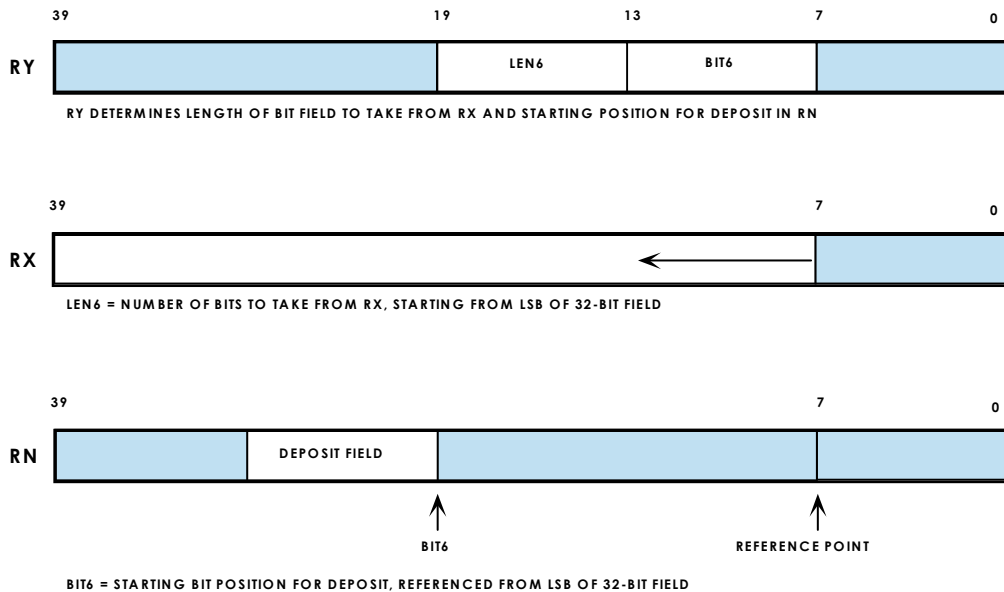 39 19 13 7 0
RY LEN6 BIT6
RY DETERMINES LENGTH OF BIT FIELD TO TAKE FROM RX AND STARTING POSITION FOR DEPOSIT IN RN
39 7 0
RX
LEN6 = NUMBER OF BITS TO TAKE FROM RX, STARTING FROM LSB OF 32-BIT FIELD
39 7 0
RN DEPOSIT FIELD
BIT6 REFERENCE POINT
BIT6 = STARTING BIT POSITION FOR DEPOSIT, REFERENCED FROM LSB OF 32-BIT FIELD